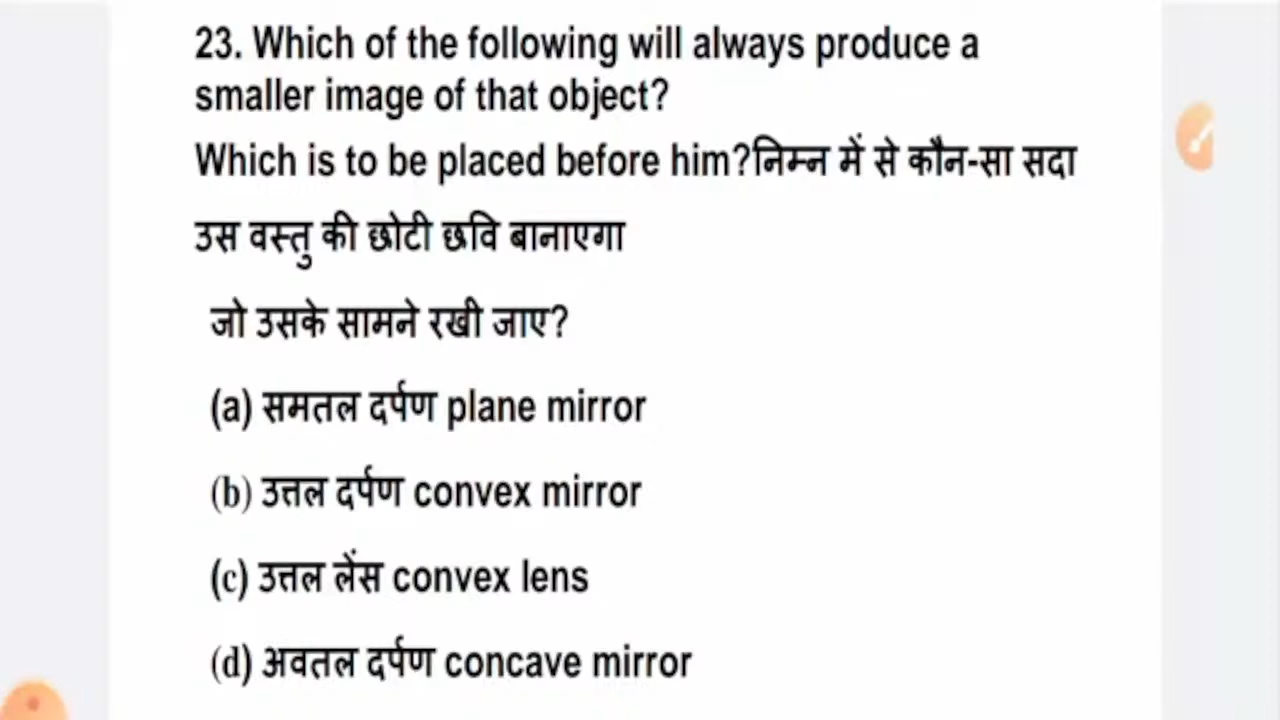 23. Which of the following will always produce a
smaller image of that object?
Which is to be placed before him?निम्न में से कौन-सा सदा
उस वस्तु की छोटी छवि बानाएगा
जो उसके सामने रखी जाए?
(a) समतल दर्पण plane mirror
(b) उत्तल दर्पण convex mirror
(c) उत्तल लेंस convex lens
(d) अवतल दर्पण concave mirror